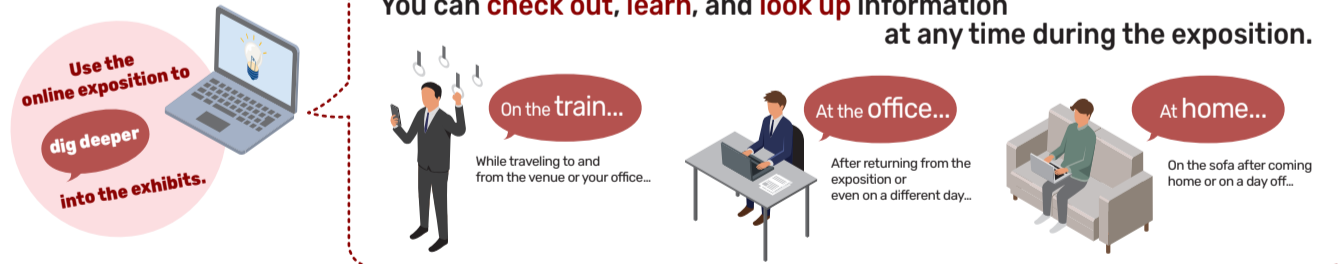 You can check out, learn, and look up information
at any time during the exposition.
Use the
online exposition to
dig deeper
into the exhibits.
On the train...
While traveling to and
from the venue or your office...
At the office...
After returning from the
exposition or
even on a different day...
At home...
On the sofa after coming
home or on a day off...